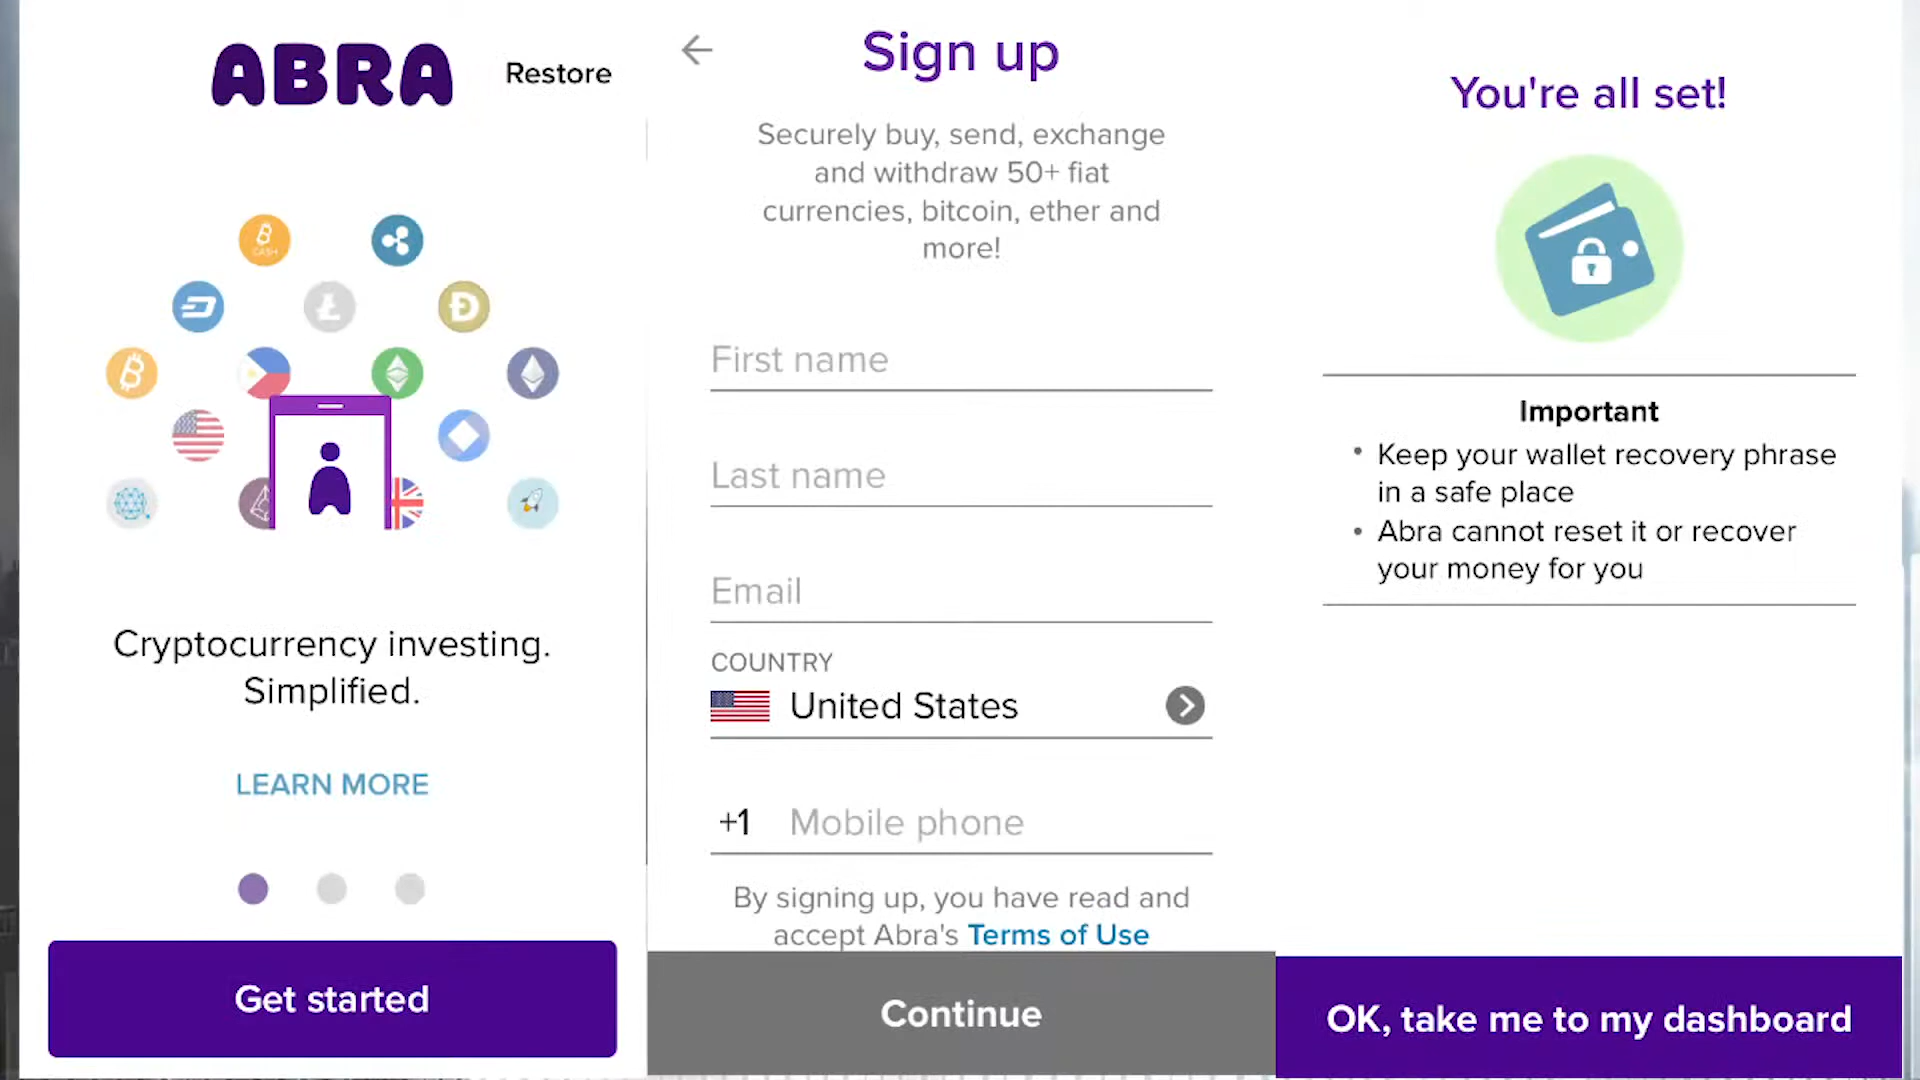 ABRA
Restore
CASH
Cryptocurrency investing.
Simplified.
LEARN MORE
Get started
Sign up
Securely buy, send, exchange
and withdraw 50+ fiat
currencies, bitcoin, ether and
more!
First name
Last name
Email
COUNTRY
United States
+1 Mobile phone
By signing up, you have read and
accept Abra's Terms of Use
Continue
You're all set!
Important
• Keep your wallet recovery phrase
in a safe place
• Abra cannot reset it or recover
your money for you
OK, take me to my dashboard